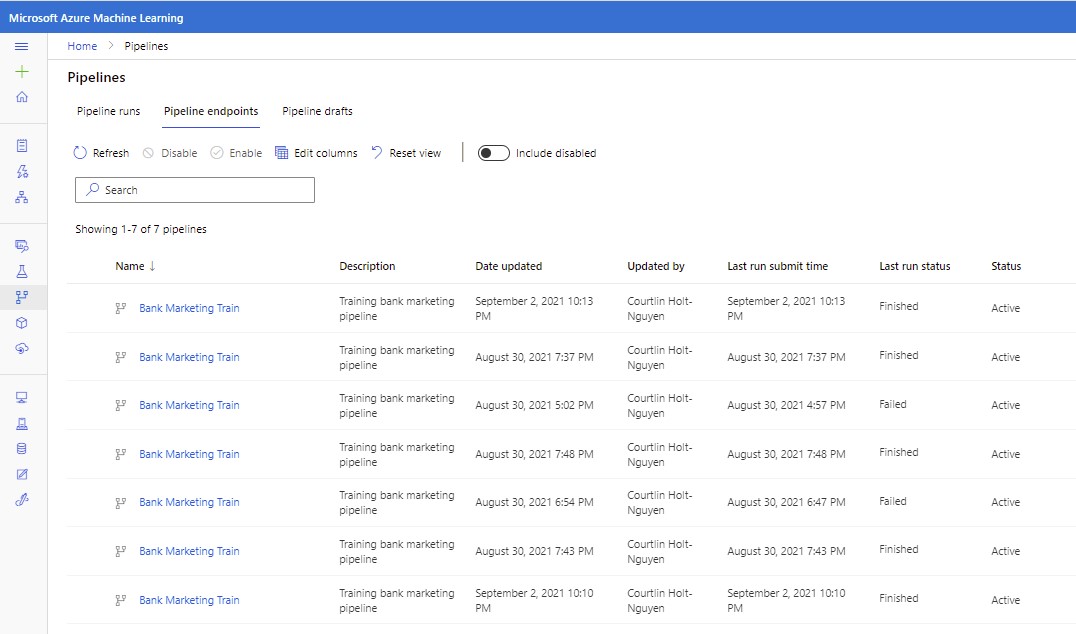 Microsoft Azure Machine Learning
Home > Pipelines
Pipelines
Pipeline runs Pipeline endpoints Pipeline drafts
Refresh Disable Enable Edit columns Reset view Include disabled
Search
Showing 1-7 of 7 pipelines
Name ↓ Description Date updated Updated by Last run submit time Last run status Status
Bank Marketing Train Training bank marketing September 2, 2021 10:13 Courtlin Holt- September 2, 2021 10:13 Finished Active
pipeline PM Nguyen PM
Bank Marketing Train Training bank marketing August 30, 2021 7:37 PM Courtlin Holt- August 30, 2021 7:37 PM Finished Active
pipeline Nguyen
Bank Marketing Train Training bank marketing August 30, 2021 5:02 PM Courtlin Holt- August 30, 2021 4:57 PM Failed Active
pipeline Nguyen
Bank Marketing Train Training bank marketing August 30, 2021 7:48 PM Courtlin Holt- August 30, 2021 7:48 PM Finished Active
pipeline Nguyen
Bank Marketing Train Training bank marketing August 30, 2021 6:54 PM Courtlin Holt- August 30, 2021 6:47 PM Failed Active
pipeline Nguyen
Bank Marketing Train Training bank marketing August 30, 2021 7:43 PM Courtlin Holt- August 30, 2021 7:43 PM Finished Active
pipeline Nguyen
Bank Marketing Train Training bank marketing September 2, 2021 10:10 Courtlin Holt- September 2, 2021 10:10 Finished Active
pipeline PM Nguyen PM